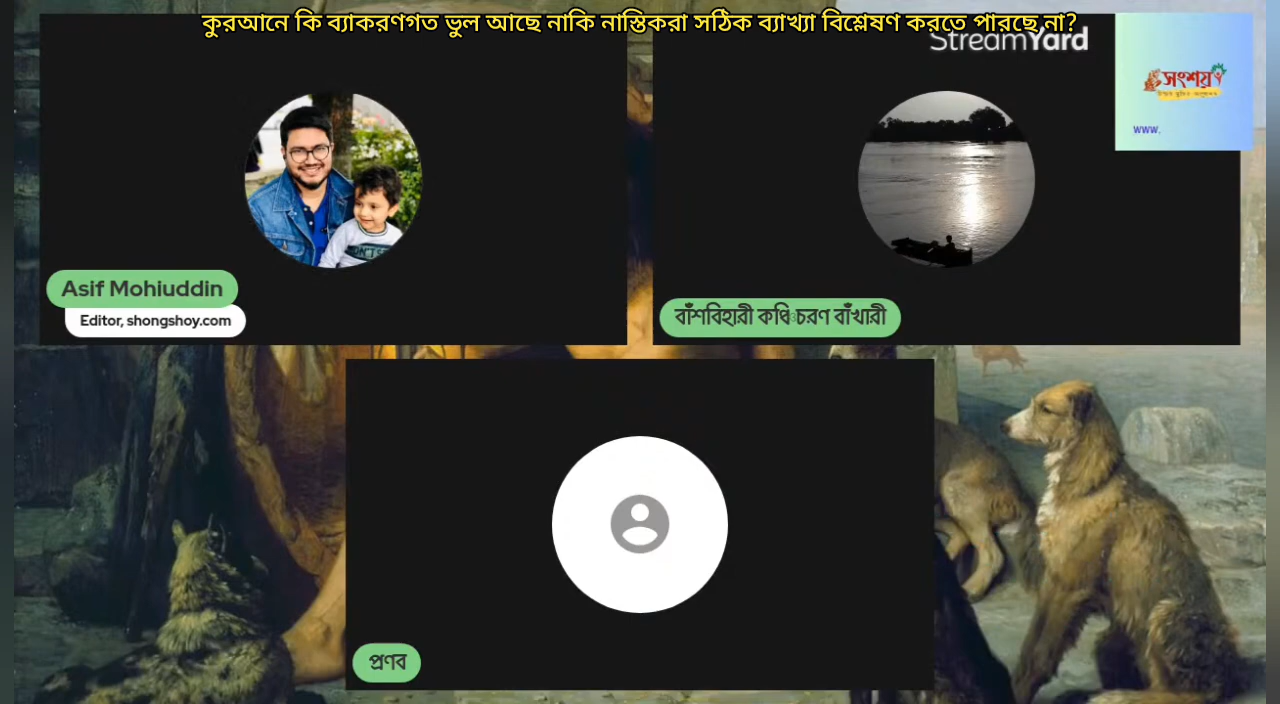 কুরআনে কি ব্যাকরণগত ভুল আছে নাকি নাস্তিকরা সঠিক ব্যাখ্যা বিশ্লেষণ করতে পারছে না?
StreamYard
সংশয়
www.
Asif Mohiuddin
Editor, shongshoy.com
বাঁশবিহারী কঞ্চিচরণ বাঁখারী
প্রণব